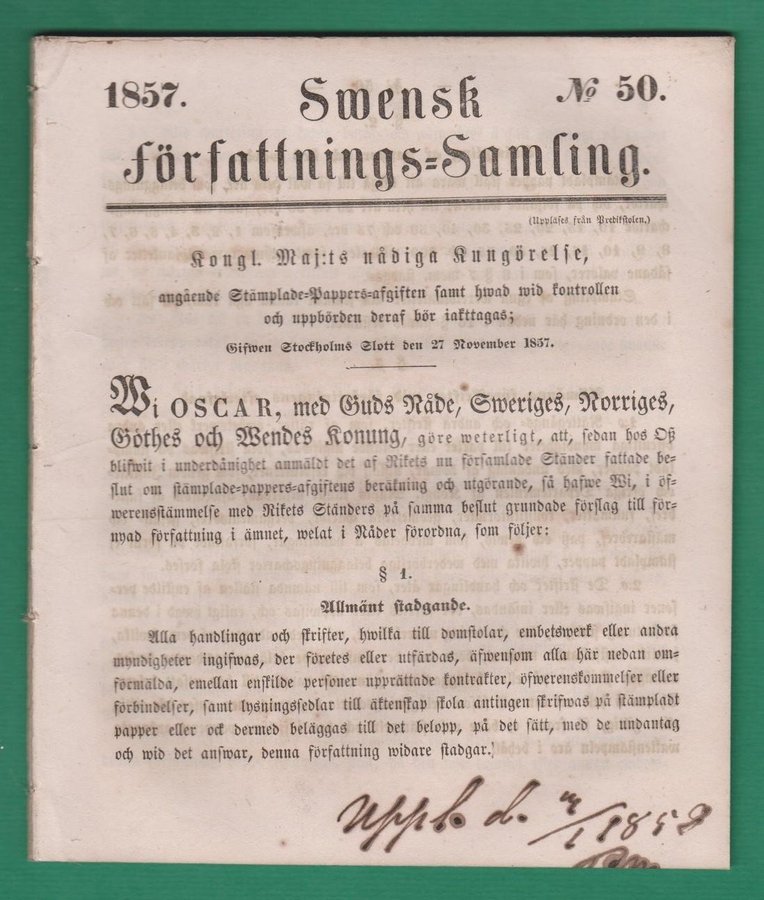 1857.
Swensk
№ 50.
Författnings=Samling.
(Uppläses från Predikstolen.)
Kongl. Maj:ts nådiga Kungörelse,
angående Stämplade=Pappers=afgiften samt hwad wid kontrollen
och uppbörden deraf bör iakttagas;
Gifwen Stockholms Slott den 27 November 1857.
Wi OSCAR, med Guds Nåde, Sweriges, Norriges,
Göthes och Wendes Konung, göre weterligt, att, sedan hos Oß
blifwit i underdånighet anmäldt det af Rikets nu församlade Ständer fattade be-
slut om stämplade=pappers=afgiftens beräkning och utgörande, så hafwe Wi, i öf-
werensstämmelse med Rikets Ständers på samma beslut grundade förslag till för-
nyad författning i ämnet, welat i Nåder förordna, som följer:
§ 1.
Allmänt stadgande.
Alla handlingar och skrifter, hwilka till domstolar, embetswerk eller andra
myndigheter ingifwas, der företes eller utfärdas, äfwensom alla här nedan om-
förmälda, emellan enskilde personer upprättade kontrakter, öfwerenskommelser eller
förbindelser, samt lysningssedlar till äktenskap skola antingen skrifwas på stämpladt
papper eller ock dermed beläggas till det belopp, på det sätt, med de undantag
och wid det answar, denna författning widare stadgar.
Uppl. d. /1 1858